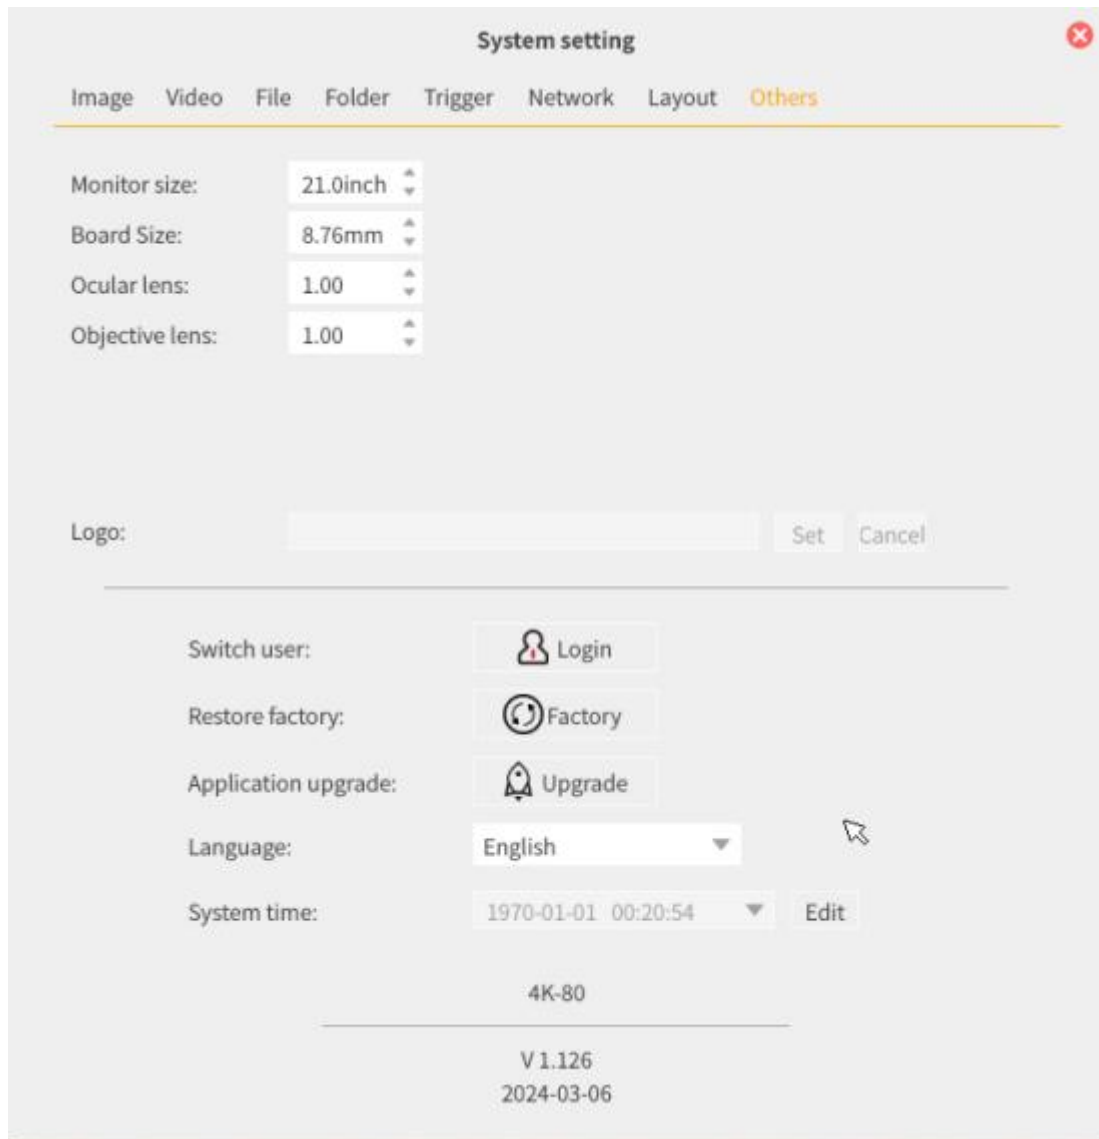 System setting
Image Video File Folder Trigger Network Layout Others
Monitor size: 21.0inch
Board Size: 8.76mm
Ocular lens: 1.00
Objective lens: 1.00
Logo: Set Cancel
Switch user: Login
Restore factory: Factory
Application upgrade: Upgrade
Language: English
System time: 1970-01-01 00:20:54 Edit
4K-80
V 1.126
2024-03-06